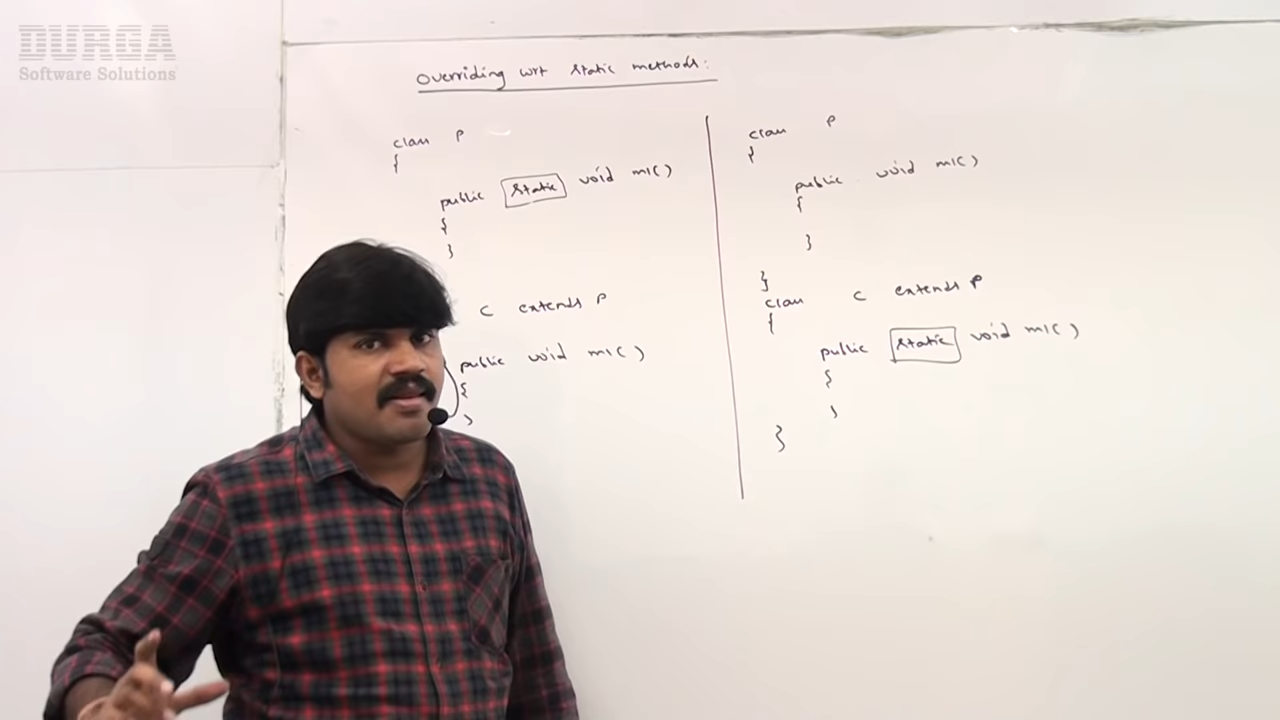 DURGA
Software Solutions
Overriding wrt static methods:
class P
{
public static void m1()
{
}
C extends P
public void m1()
{
}
class P
{
public void m1()
{
}
}
class C extends P
{
public static void m1()
{
}
}